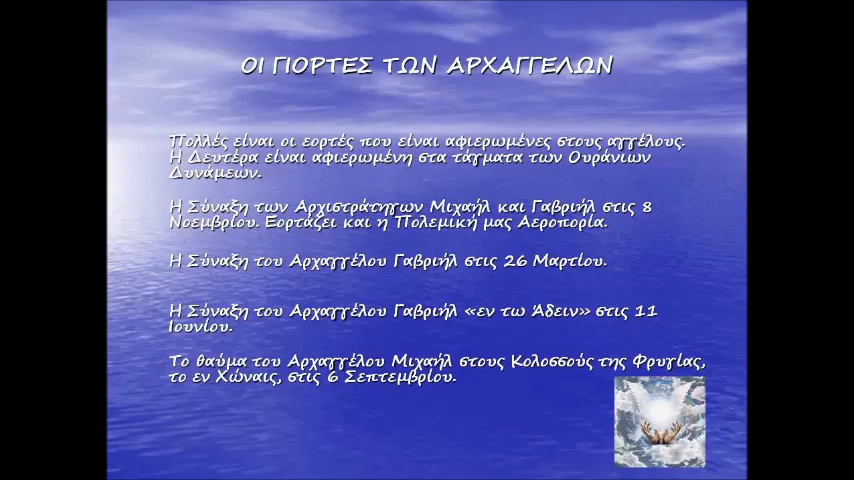 ΟΙ ΓΙΟΡΤΕΣ ΤΩΝ ΑΡΧΑΓΓΕΛΩΝ
Πολλές είναι οι εορτές που είναι αφιερωμένες στους αγγέλους.
Η Δευτέρα είναι αφιερωμένη στα τάγματα των Ουράνιων
Δυνάμεων.
Η Σύναξη των Αρχιστράτηγων Μιχαήλ και Γαβριήλ στις 8
Νοεμβρίου. Εορτάζει και η Πολεμική μας Αεροπορία.
Η Σύναξη του Αρχαγγέλου Γαβριήλ στις 26 Μαρτίου.
Η Σύναξη του Αρχαγγέλου Γαβριήλ «εν τω Άδειν» στις 11
Ιουνίου.
Το θαύμα του Αρχαγγέλου Μιχαήλ στους Κολοσσούς της Φρυγίας,
το εν Χώναις, στις 6 Σεπτεμβρίου.